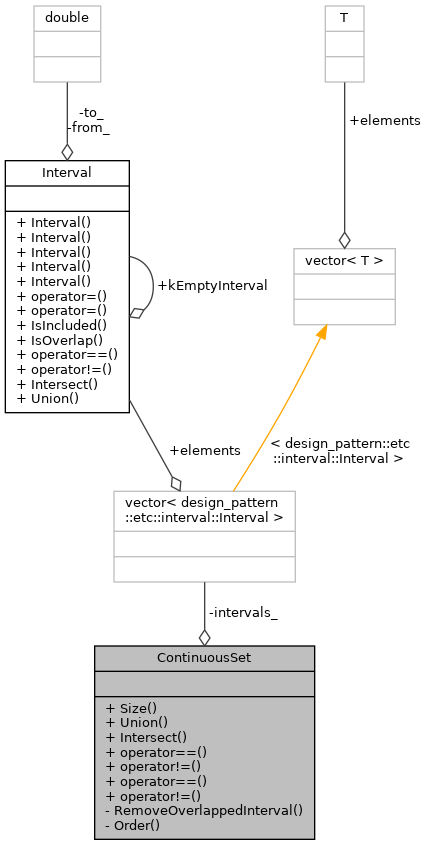 double
T
-to_
-from_
+elements
Interval
+ Interval()
+ Interval()
+ Interval()
+ Interval()
+ Interval()
+ operator=()
+ operator=()
+ IsIncluded()
+ IsOverlap()
+ operator==()
+ operator!=()
+ Intersect()
+ Union()
+kEmptyInterval
vector< T >
+elements
< design_pattern::etc
::interval::Interval >
vector< design_pattern
::etc::interval::Interval >
-intervals_
ContinuousSet
+ Size()
+ Union()
+ Intersect()
+ operator==()
+ operator!=()
+ operator==()
+ operator!=()
- RemoveOverlappedInterval()
- Order()